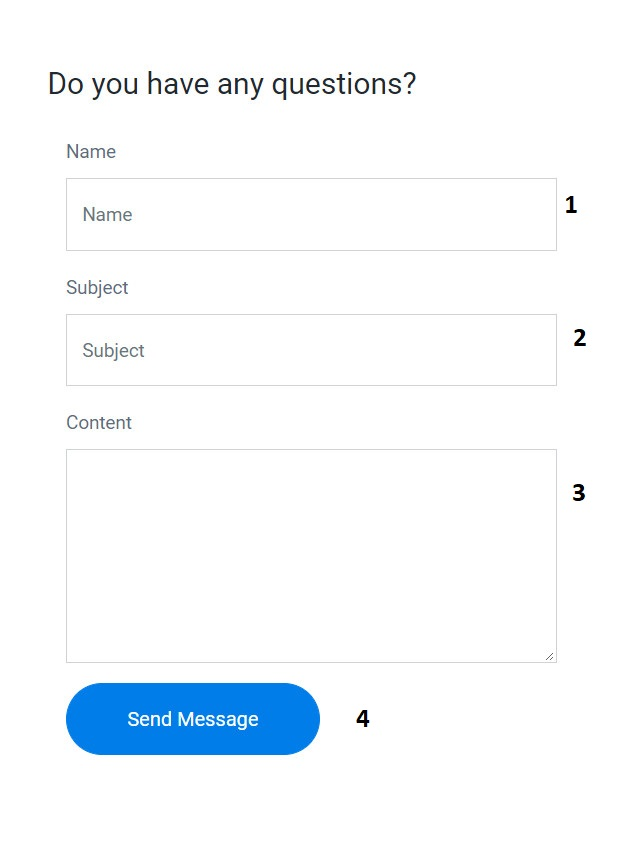 Do you have any questions?
Name
Name 1
Subject
Subject 2
Content
3
Send Message 4